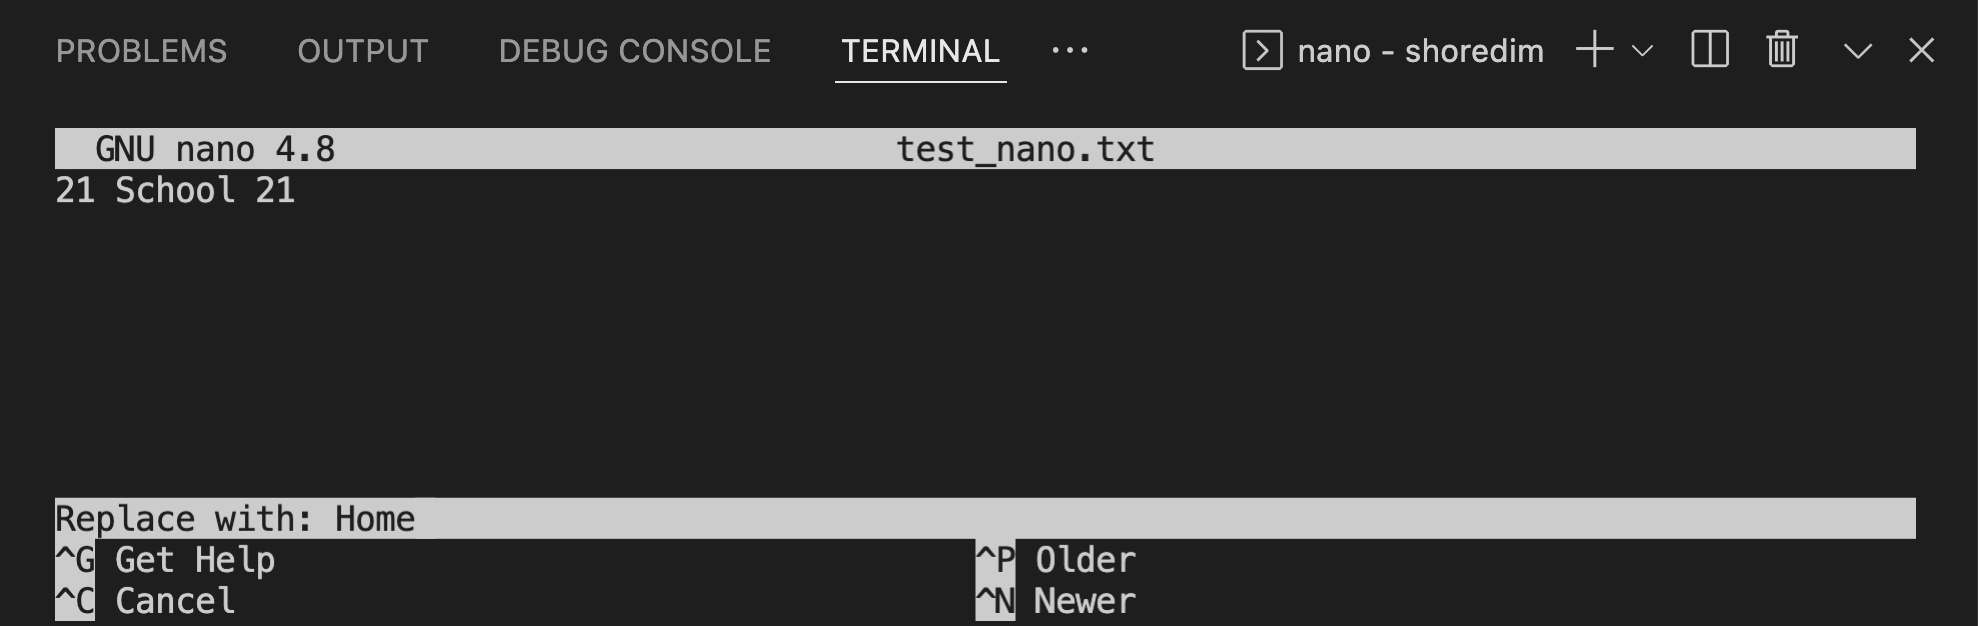 PROBLEMS OUTPUT DEBUG CONSOLE TERMINAL ··· nano - shoredim
GNU nano 4.8 test_nano.txt
21 School 21
Replace with: Home
^G Get Help ^P Older
^C Cancel ^N Newer